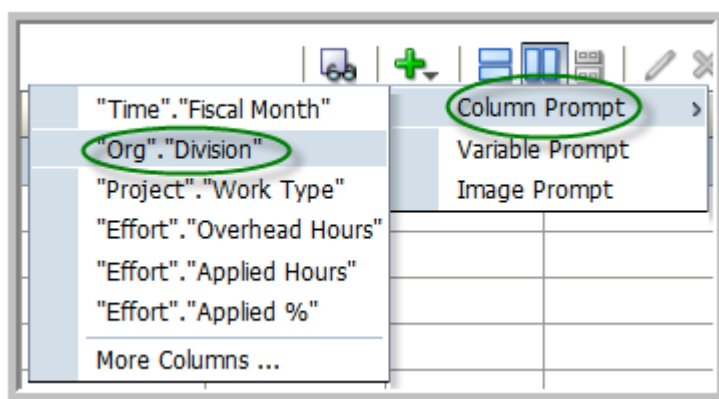 "Time"."Fiscal Month"
"Org"."Division"
"Project"."Work Type"
"Effort"."Overhead Hours"
"Effort"."Applied Hours"
"Effort"."Applied %"
More Columns ...
Column Prompt
Variable Prompt
Image Prompt